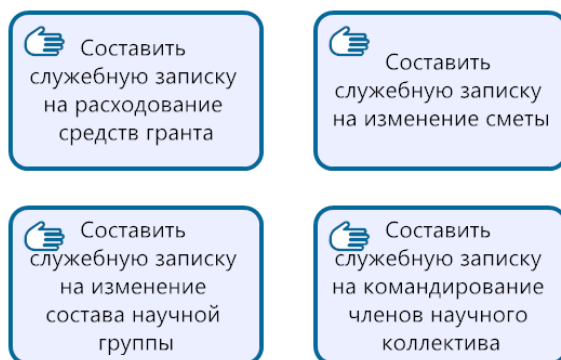 Составить
служебную записку
на расходование
средств гранта
Составить
служебную записку
на изменение сметы
Составить
служебную записку
на изменение
состава научной
группы
Составить
служебную записку
на командирование
членов научного
коллектива